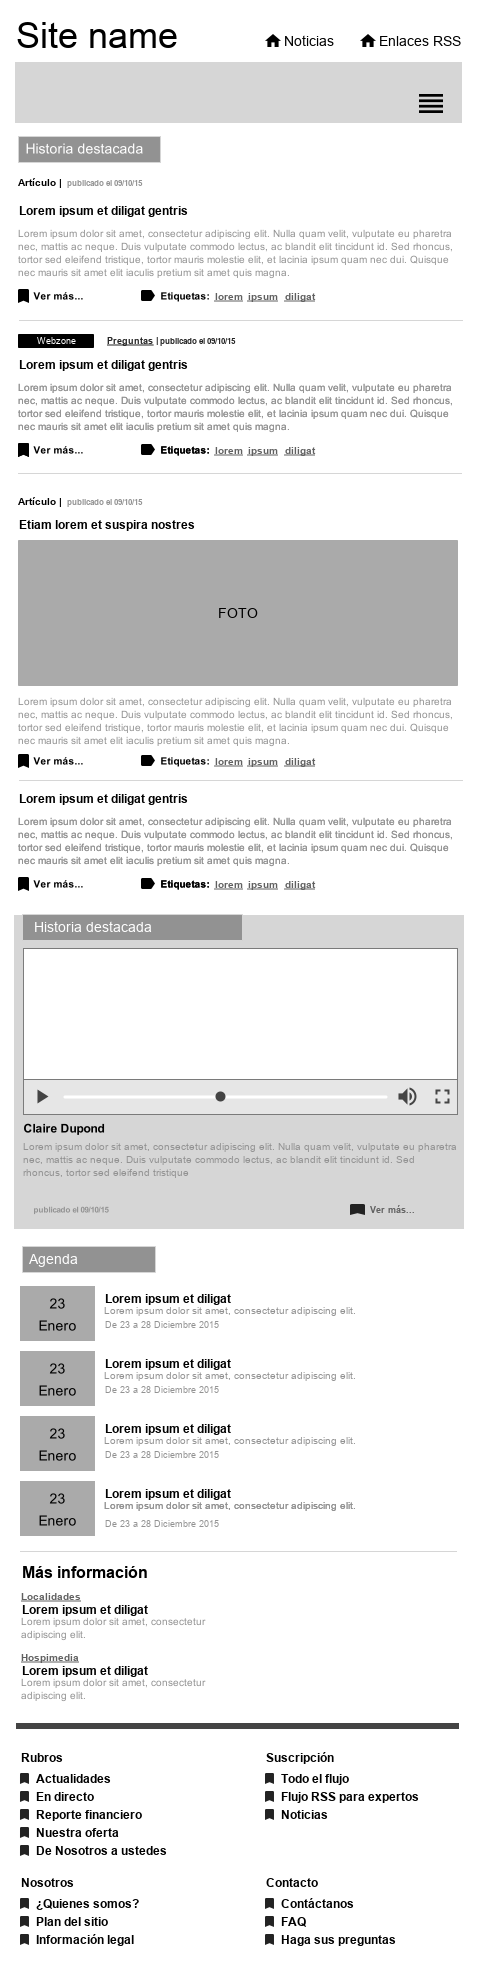 Site name
Noticias
Enlaces RSS
Historia destacada
Artículo | publicado el 09/10/15
Lorem ipsum et diligat gentris
Lorem ipsum dolor sit amet, consectetur adipiscing elit. Nulla quam velit, vulputate eu pharetra
nec, mattis ac neque. Duis vulputate commodo lectus, ac blandit elit tincidunt id. Sed rhoncus,
tortor sed eleifend tristique, tortor mauris molestie elit, et lacinia ipsum quam nec dui. Quisque
nec mauris sit amet elit iaculis pretium sit amet quis magna.
Ver más... Etiquetas: lorem ipsum diligat
Webzone Preguntas | publicado el 09/10/15
Lorem ipsum et diligat gentris
Lorem ipsum dolor sit amet, consectetur adipiscing elit. Nulla quam velit, vulputate eu pharetra
nec, mattis ac neque. Duis vulputate commodo lectus, ac blandit elit tincidunt id. Sed rhoncus,
tortor sed eleifend tristique, tortor mauris molestie elit, et lacinia ipsum quam nec dui. Quisque
nec mauris sit amet elit iaculis pretium sit amet quis magna.
Ver más... Etiquetas: lorem ipsum diligat
Artículo | publicado el 09/10/15
Etiam lorem et suspira nostres
FOTO
Lorem ipsum dolor sit amet, consectetur adipiscing elit. Nulla quam velit, vulputate eu pharetra
nec, mattis ac neque. Duis vulputate commodo lectus, ac blandit elit tincidunt id. Sed rhoncus,
tortor sed eleifend tristique, tortor mauris molestie elit, et lacinia ipsum quam nec dui. Quisque
nec mauris sit amet elit iaculis pretium sit amet quis magna.
Ver más... Etiquetas: lorem ipsum diligat
Lorem ipsum et diligat gentris
Lorem ipsum dolor sit amet, consectetur adipiscing elit. Nulla quam velit, vulputate eu pharetra
nec, mattis ac neque. Duis vulputate commodo lectus, ac blandit elit tincidunt id. Sed rhoncus,
tortor sed eleifend tristique, tortor mauris molestie elit, et lacinia ipsum quam nec dui. Quisque
nec mauris sit amet elit iaculis pretium sit amet quis magna.
Ver más... Etiquetas: lorem ipsum diligat
Historia destacada
Claire Dupond
Lorem ipsum dolor sit amet, consectetur adipiscing elit. Nulla quam velit, vulputate eu pharetra
nec, mattis ac neque. Duis vulputate commodo lectus, ac blandit elit tincidunt id. Sed
rhoncus, tortor sed eleifend tristique
publicado el 09/10/15 Ver más...
Agenda
23
Enero
Lorem ipsum et diligat
Lorem ipsum dolor sit amet, consectetur adipiscing elit.
De 23 a 28 Diciembre 2015
23
Enero
Lorem ipsum et diligat
Lorem ipsum dolor sit amet, consectetur adipiscing elit.
De 23 a 28 Diciembre 2015
23
Enero
Lorem ipsum et diligat
Lorem ipsum dolor sit amet, consectetur adipiscing elit.
De 23 a 28 Diciembre 2015
23
Enero
Lorem ipsum et diligat
Lorem ipsum dolor sit amet, consectetur adipiscing elit.
De 23 a 28 Diciembre 2015
Más información
Localidades
Lorem ipsum et diligat
Lorem ipsum dolor sit amet, consectetur
adipiscing elit.
Hospimedia
Lorem ipsum et diligat
Lorem ipsum dolor sit amet, consectetur
adipiscing elit.
Rubros
Actualidades
En directo
Reporte financiero
Nuestra oferta
De Nosotros a ustedes
Suscripción
Todo el flujo
Flujo RSS para expertos
Noticias
Nosotros
¿Quienes somos?
Plan del sitio
Información legal
Contacto
Contáctanos
FAQ
Haga sus preguntas